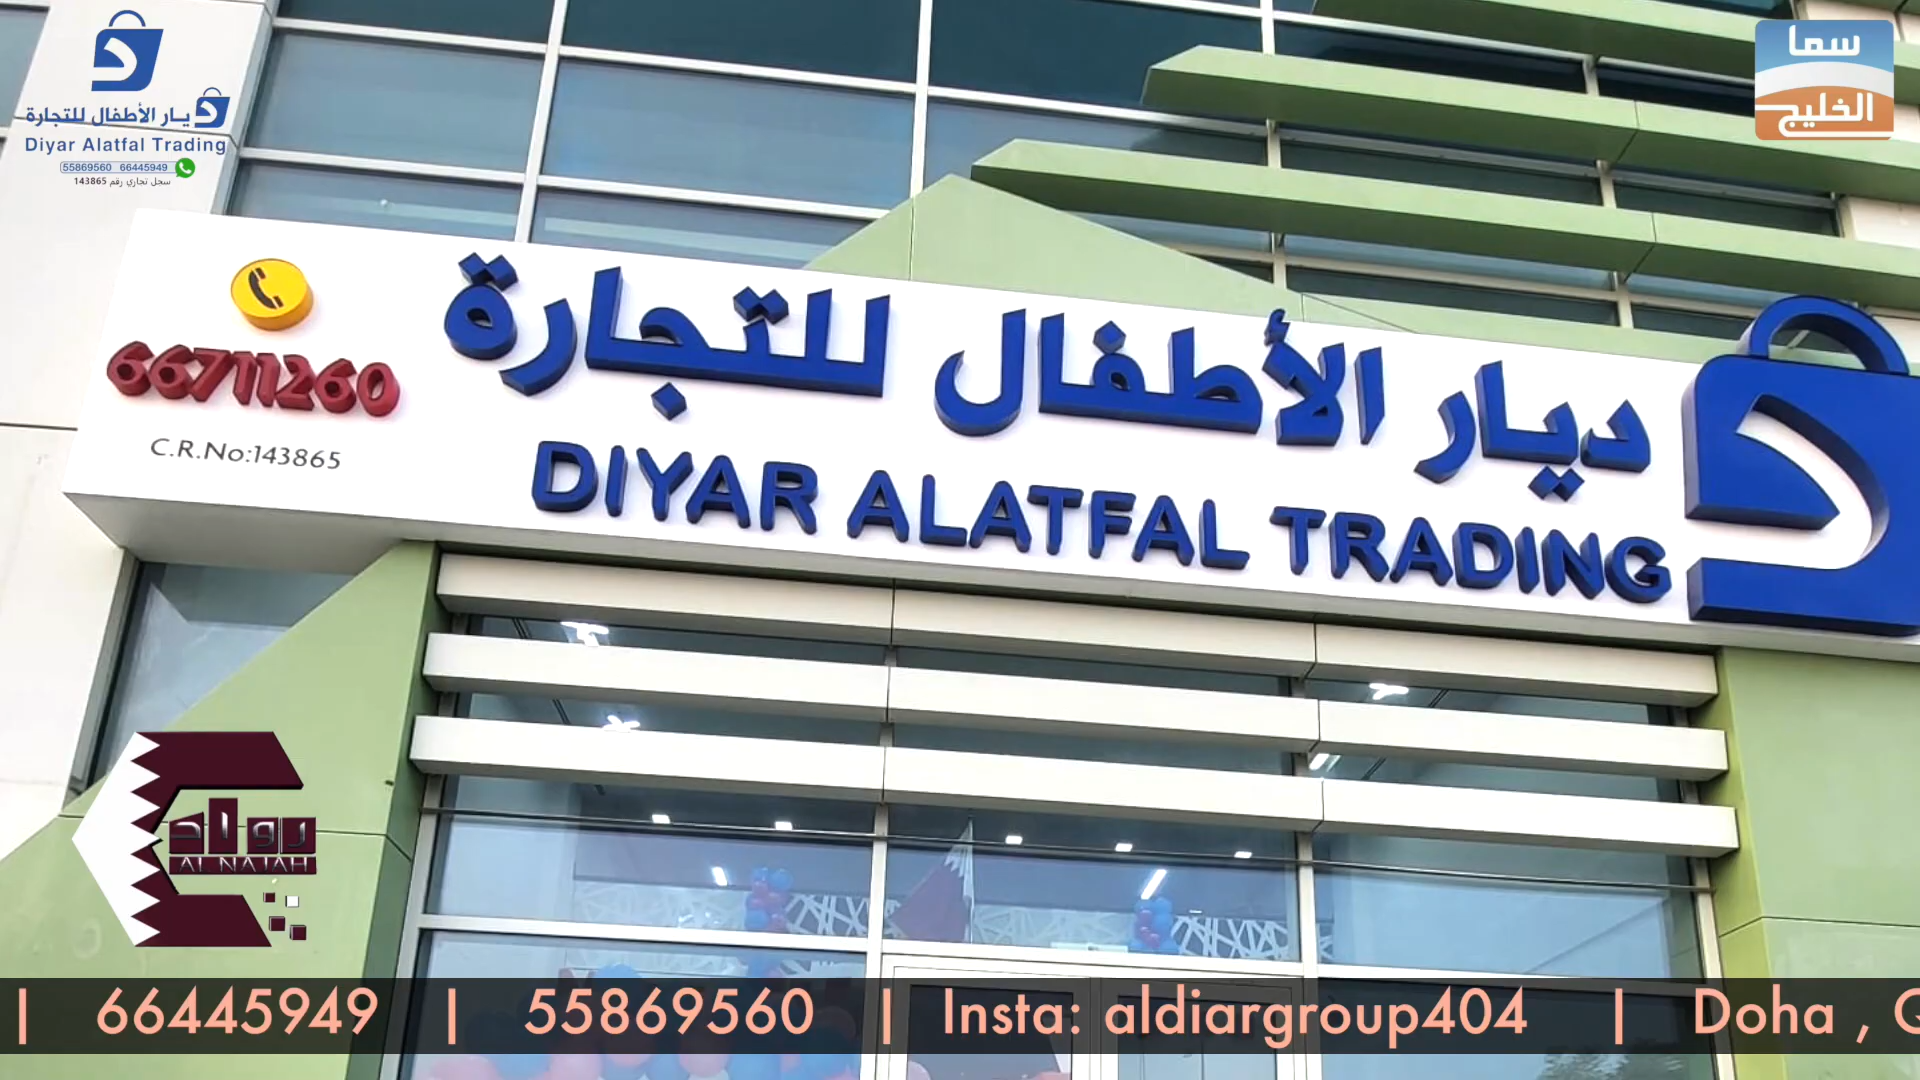 ديار الأطفال للتجارة
Diyar Alatfal Trading
55869560 66445949
سجل تجاري رقم 143865
سما
الخليج
ديار الأطفال للتجارة
66711260
DIYAR ALATFAL TRADING
C.R.No:143865
رواد
AL NAJAH
| 66445949 | 55869560 | Insta: aldiargroup404 | Doha , Q